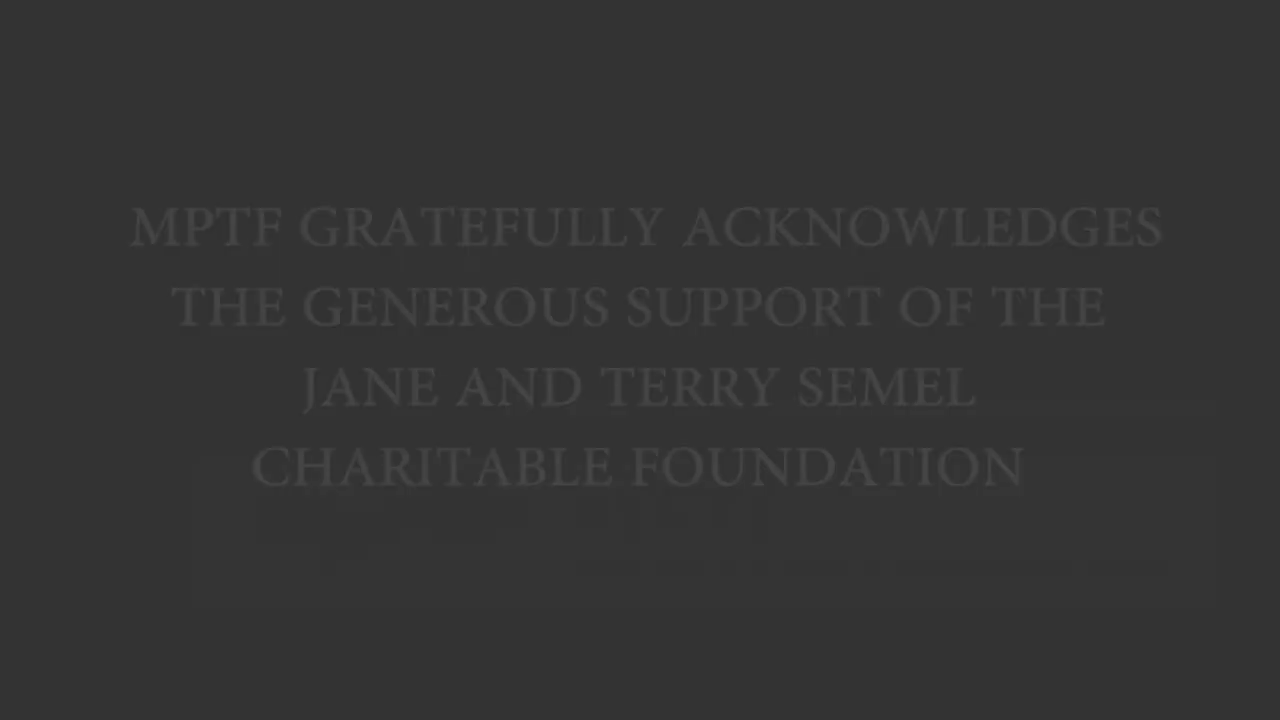 MPTF GRATEFULLY ACKNOWLEDGES
THE GENEROUS SUPPORT OF THE
JANE AND TERRY SEMEL
CHARITABLE FOUNDATION